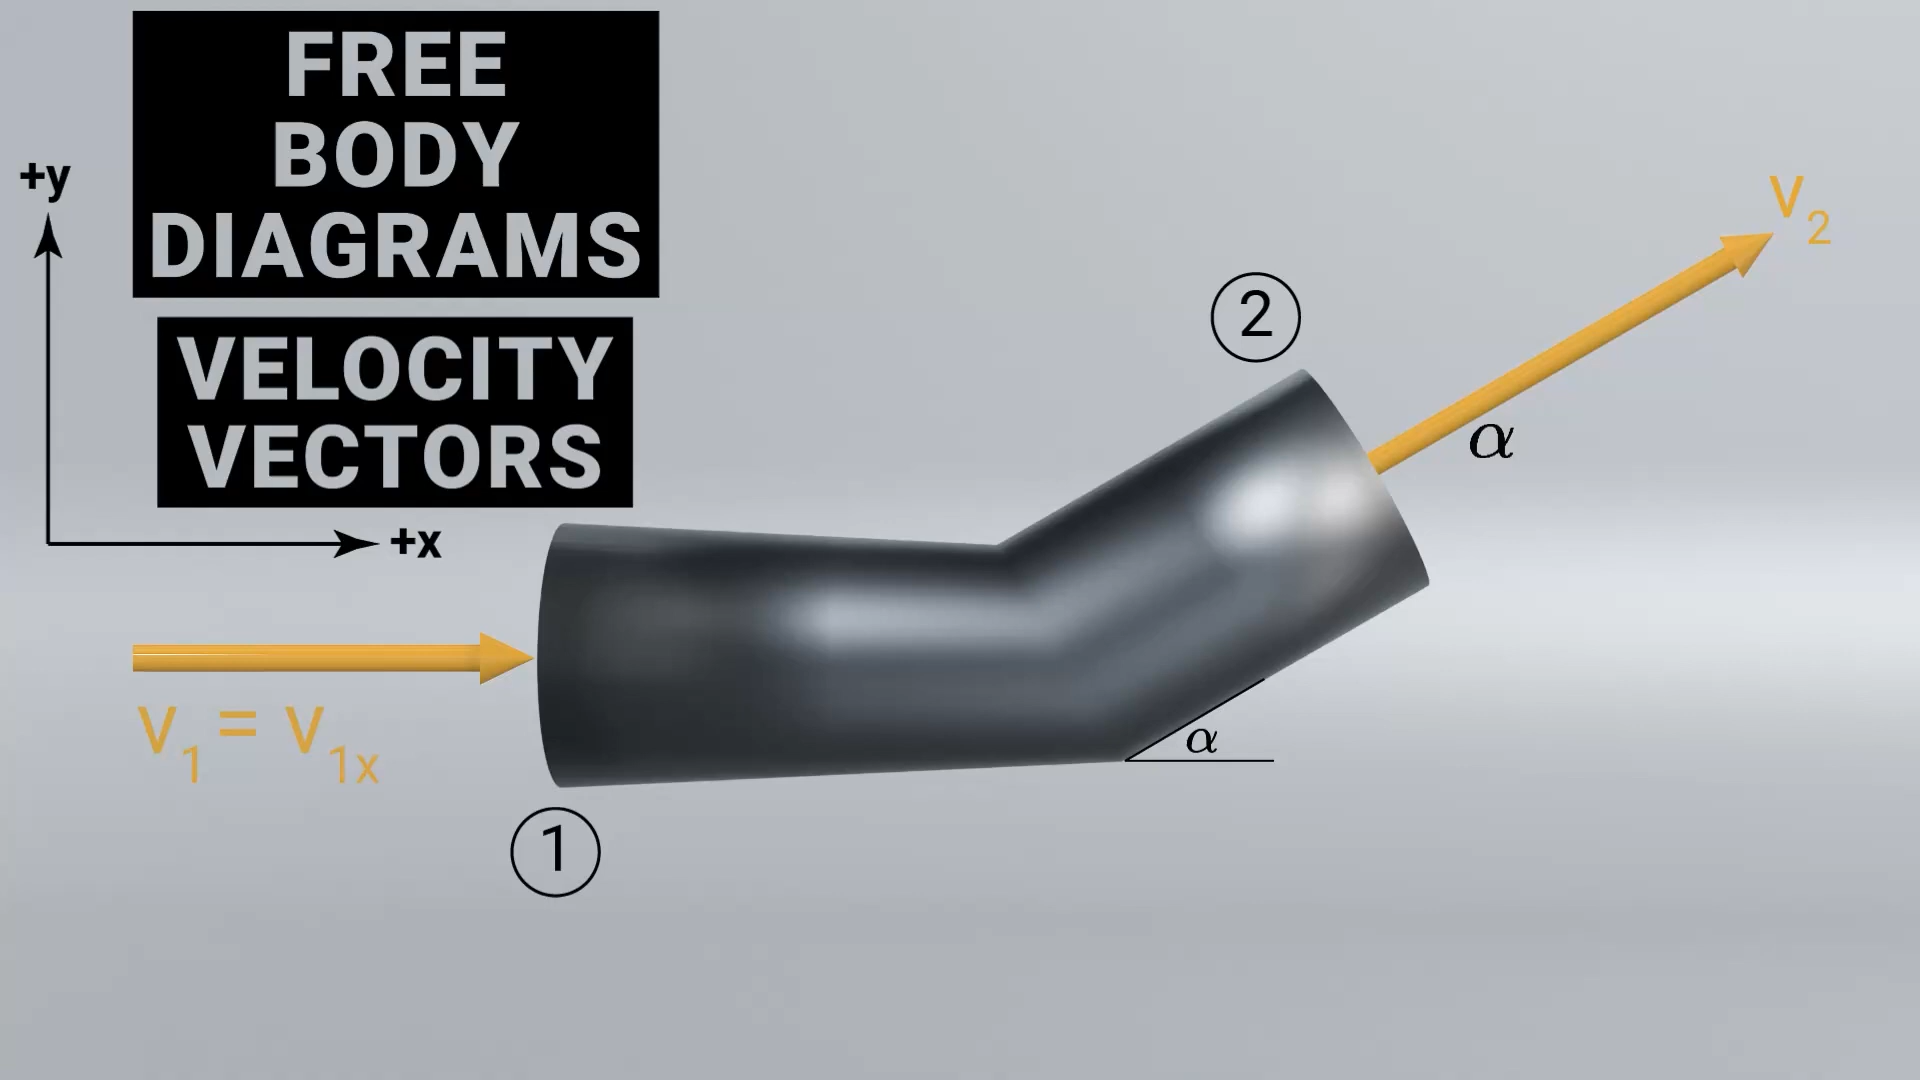 FREE
BODY
DIAGRAMS
+y
VELOCITY
VECTORS
+x
v₂
2
α
v₁ = v₁ₓ
α
1